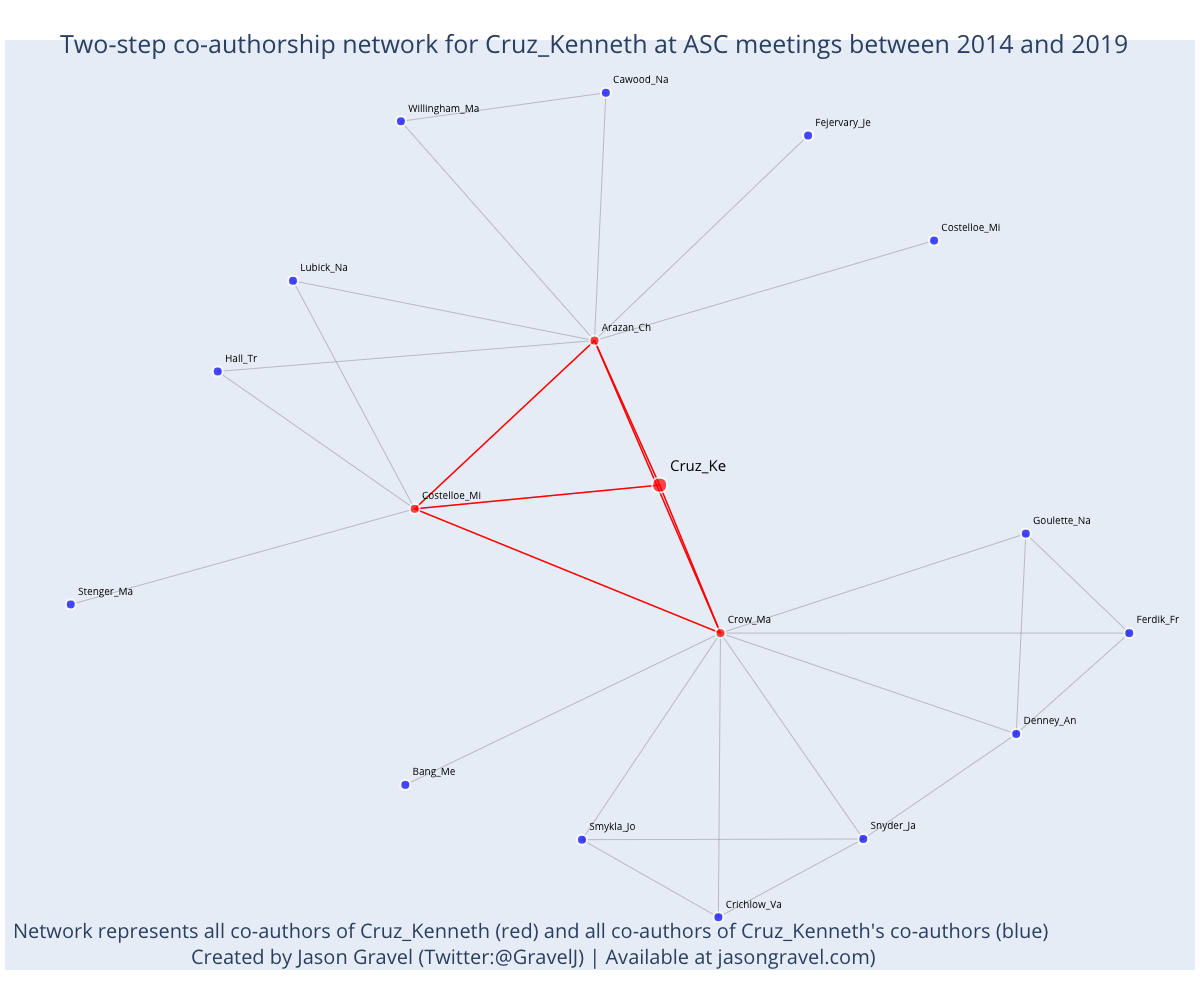 Two-step co-authorship network for Cruz_Kenneth at ASC meetings between 2014 and 2019
Cawood_Na
Willingham_Ma
Fejervary_Je
Costelloe_Mi
Lubick_Na
Arazan_Ch
Hall_Tr
Cruz_Ke
Costelloe_Mi
Goulette_Na
Stenger_Ma
Crow_Ma
Ferdik_Fr
Denney_An
Bang_Me
Smykla_Jo
Snyder_Ja
Crichlow_Va
Network represents all co-authors of Cruz_Kenneth (red) and all co-authors of Cruz_Kenneth's co-authors (blue)
Created by Jason Gravel (Twitter:@GravelJ) | Available at jasongravel.com)